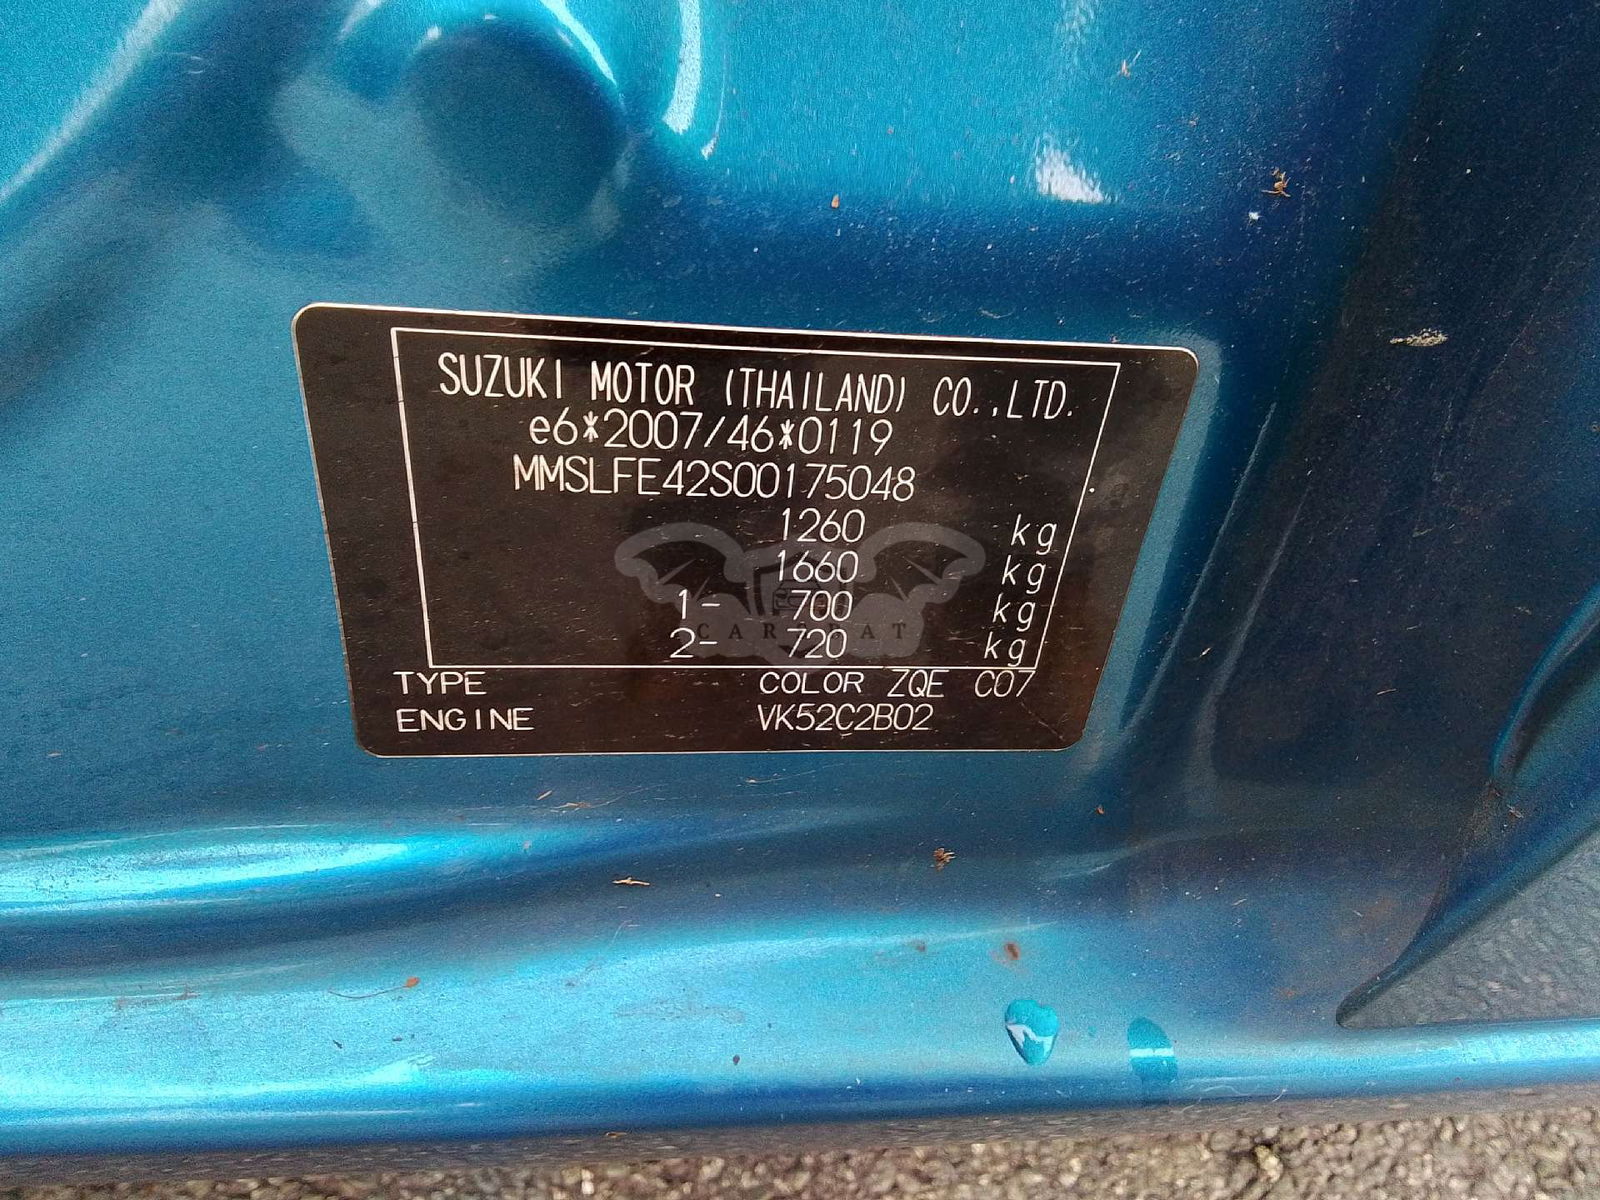 SUZUKI MOTOR (THAILAND) CO.,LTD.
e6*2007/46*0119
MMSLFE42S00175048
1260 kg
1660 kg
1- 700 kg
2- 720 kg
TYPE COLOR ZQE C07
ENGINE VK52C2B02